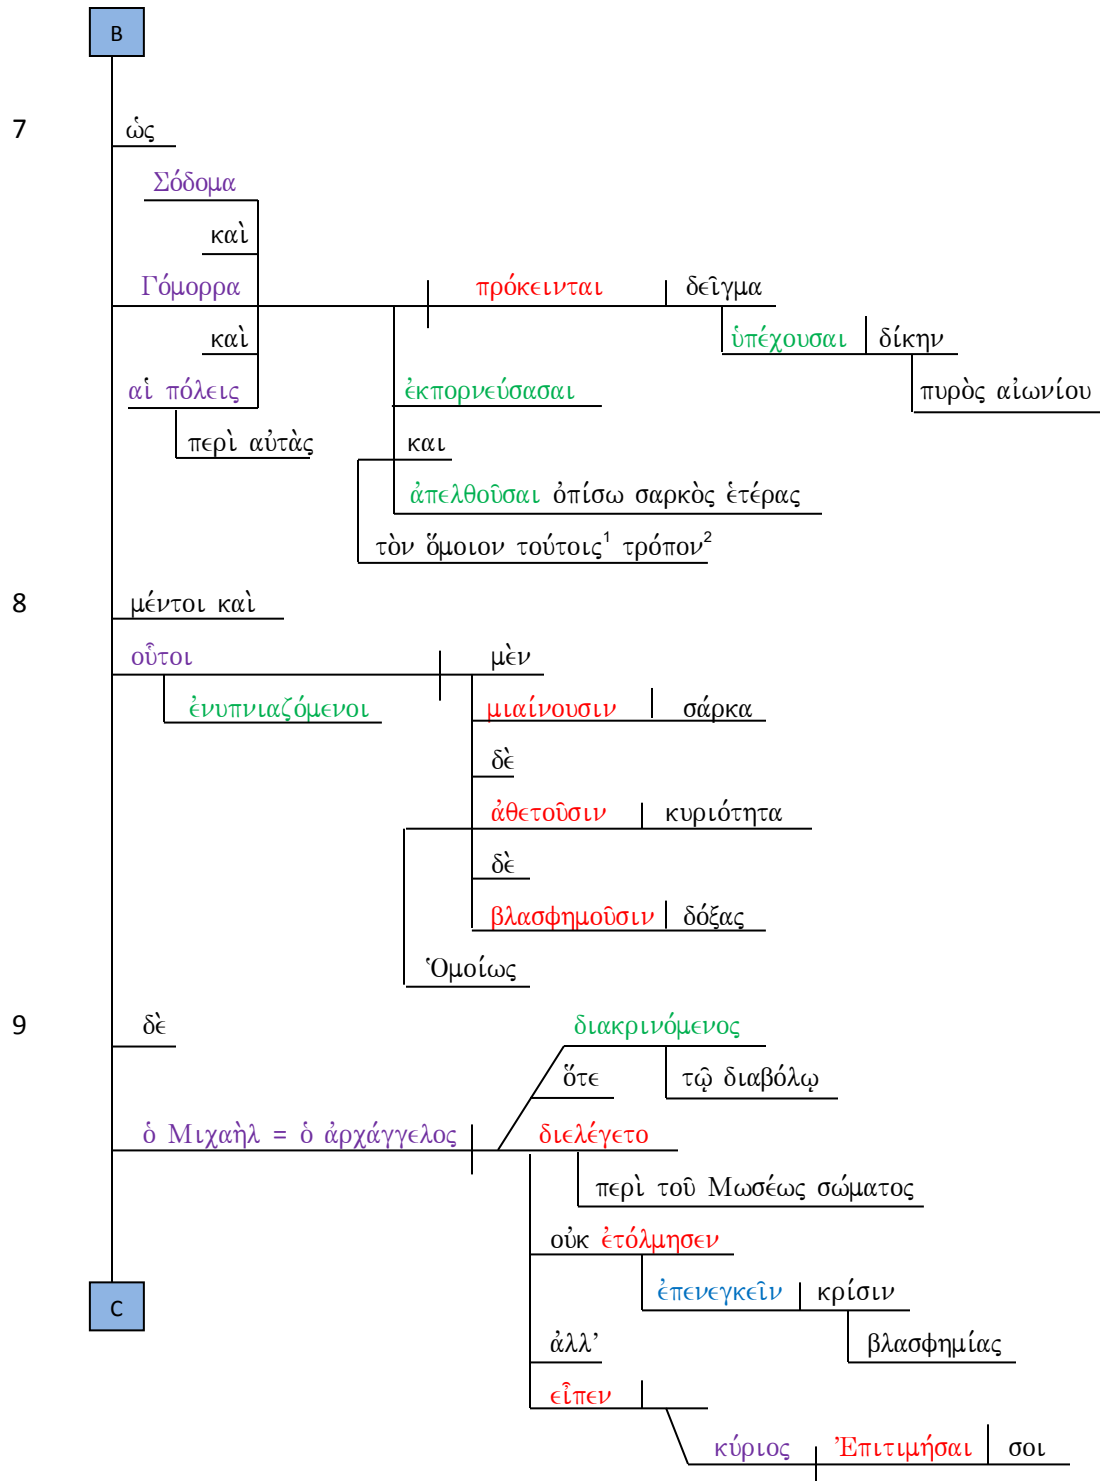 B
7
ὡς
Σόδομα
καὶ
Γόμορρα πρόκεινται δεῖγμα
καὶ ὑπέχουσαι δίκην
αἱ πόλεις ἐκπορνεύσασαι πυρὸς αἰωνίου
περὶ αὐτὰς και
ἀπελθοῦσαι ὀπίσω σαρκὸς ἑτέρας
τὸν ὅμοιον τούτοις¹ τρόπον²
8 μέντοι καὶ
οὗτοι μὲν
ἐνυπνιαζόμενοι μιαίνουσιν σάρκα
δὲ
ἀθετοῦσιν κυριότητα
δὲ
βλασφημοῦσιν δόξας
Ὁμοίως
9 δὲ διακρινόμενος
ὅτε τῷ διαβόλῳ
ὁ Μιχαὴλ = ὁ ἀρχάγγελος διελέγετο
περὶ τοῦ Μωσέως σώματος
οὐκ ἐτόλμησεν
ἐπενεγκεῖν κρίσιν
C
ἀλλ’ βλασφημίας
εἶπεν
κύριος Ἐπιτιμήσαι σοι